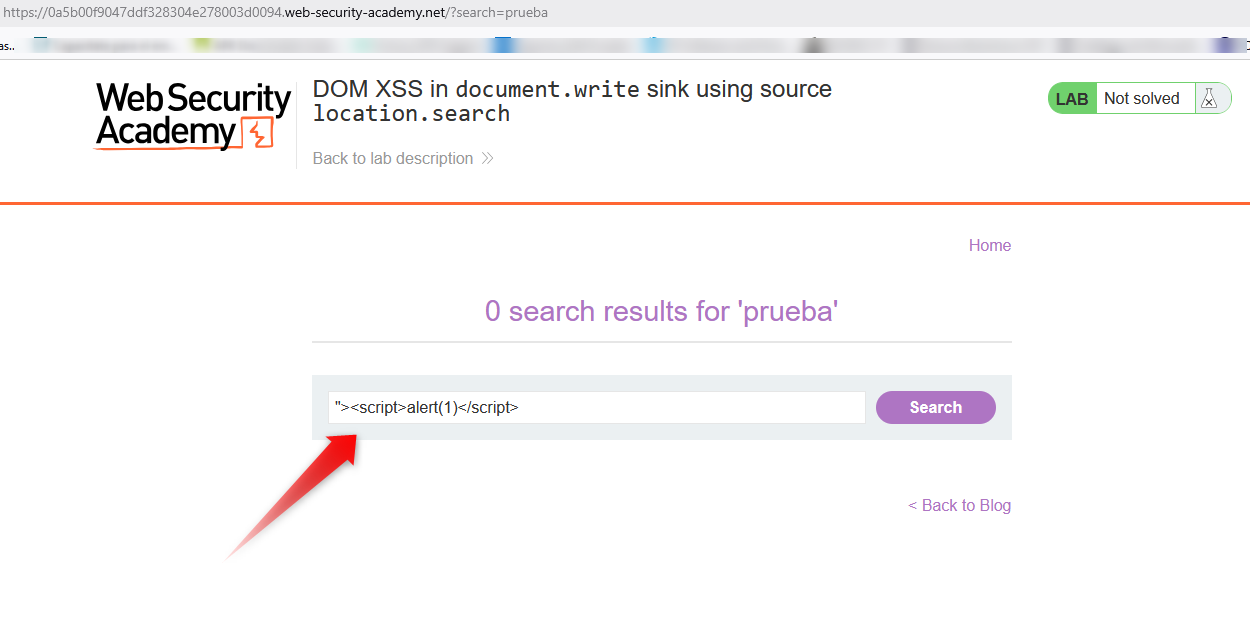 https://0a5b00f9047ddf328304e278003d0094.web-security-academy.net/?search=prueba
as..
WebSecurity
Academy
DOM XSS in document.write sink using source
location.search
Back to lab description
LAB Not solved
Home
0 search results for 'prueba'
"><script>alert(1)</script>
Search
< Back to Blog